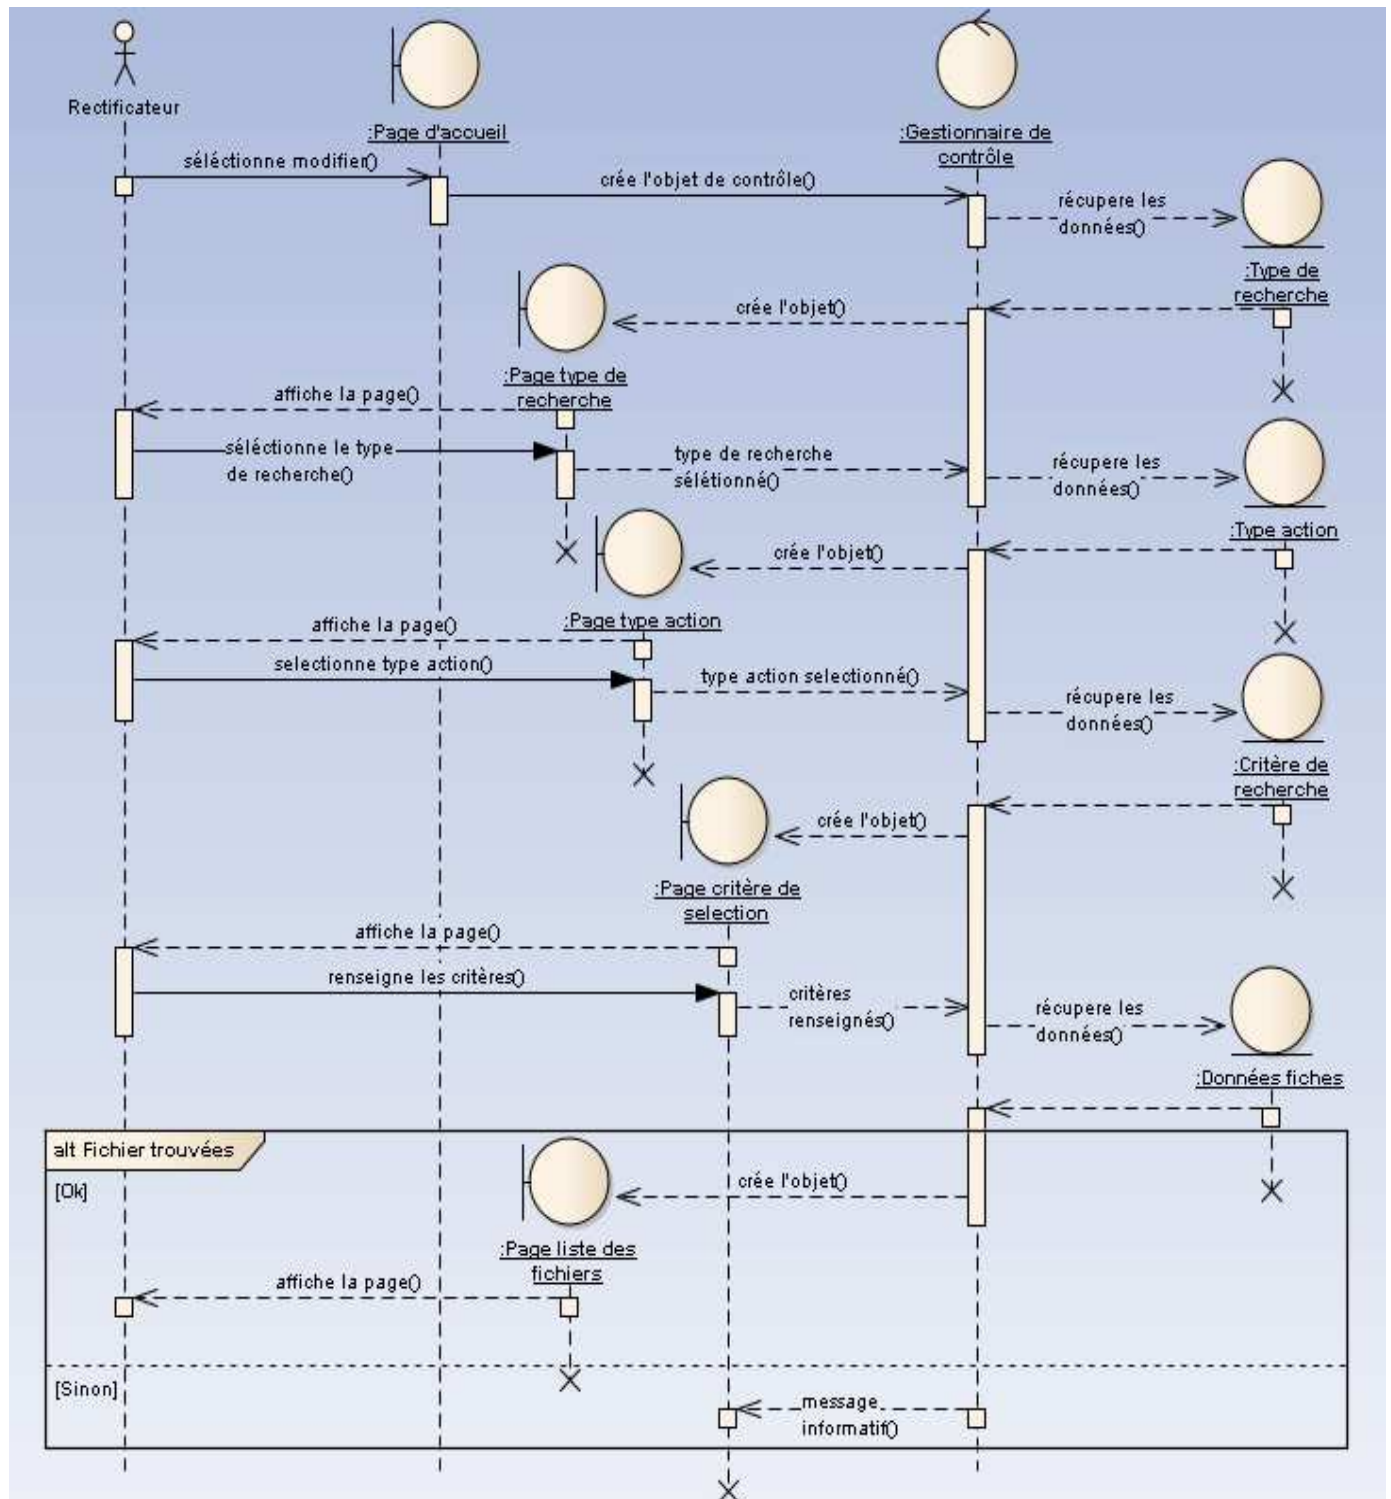 Rectificateur
:Page d'accueil
:Gestionnaire de
contrôle
séléctionne modifier()
crée l'objet de contrôle()
récupere les
données()
:Type de
recherche
crée l'objet()
:Page type de
recherche
affiche la page()
séléctionne le type
de recherche()
type de recherche
sélétionné()
récupere les
données()
:Type action
crée l'objet()
:Page type action
affiche la page()
selectionne type action()
type action selectionné()
récupere les
données()
:Critère de
recherche
crée l'objet()
:Page critère de
selection
affiche la page()
renseigne les critères()
critères
renseignés()
récupere les
données()
:Données fiches
alt Fichier trouvées
[Ok]
crée l'objet()
:Page liste des
fichiers
affiche la page()
[Sinon]
message
informatif()